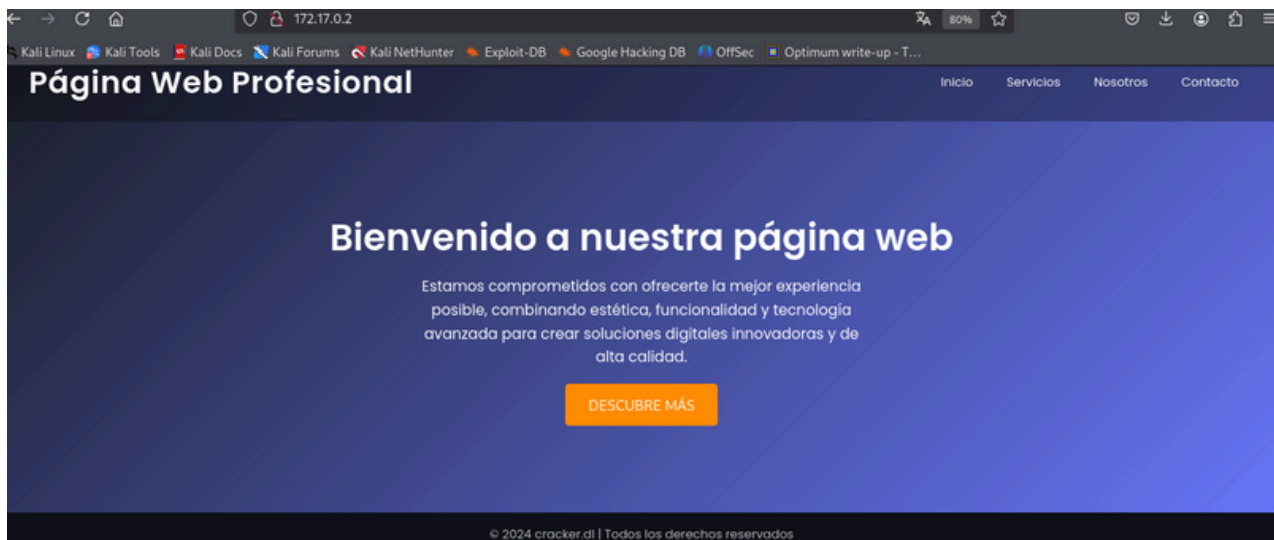 172.17.0.2
80%
Kali Linux Kali Tools Kali Docs Kali Forums Kali NetHunter Exploit-DB Google Hacking DB OffSec Optimum write-up - T...
Página Web Profesional
Inicio Servicios Nosotros Contacto
Bienvenido a nuestra página web
Estamos comprometidos con ofrecerte la mejor experiencia
posible, combinando estética, funcionalidad y tecnología
avanzada para crear soluciones digitales innovadoras y de
alta calidad.
DESCUBRE MÁS
© 2024 cracker.dl | Todos los derechos reservados